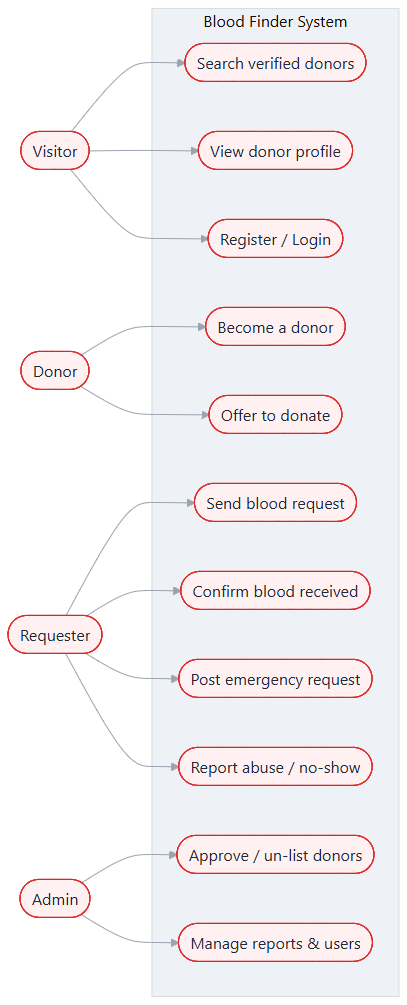 Blood Finder System
Search verified donors
Visitor
View donor profile
Register / Login
Become a donor
Donor
Offer to donate
Send blood request
Confirm blood received
Requester
Post emergency request
Report abuse / no-show
Approve / un-list donors
Admin
Manage reports & users